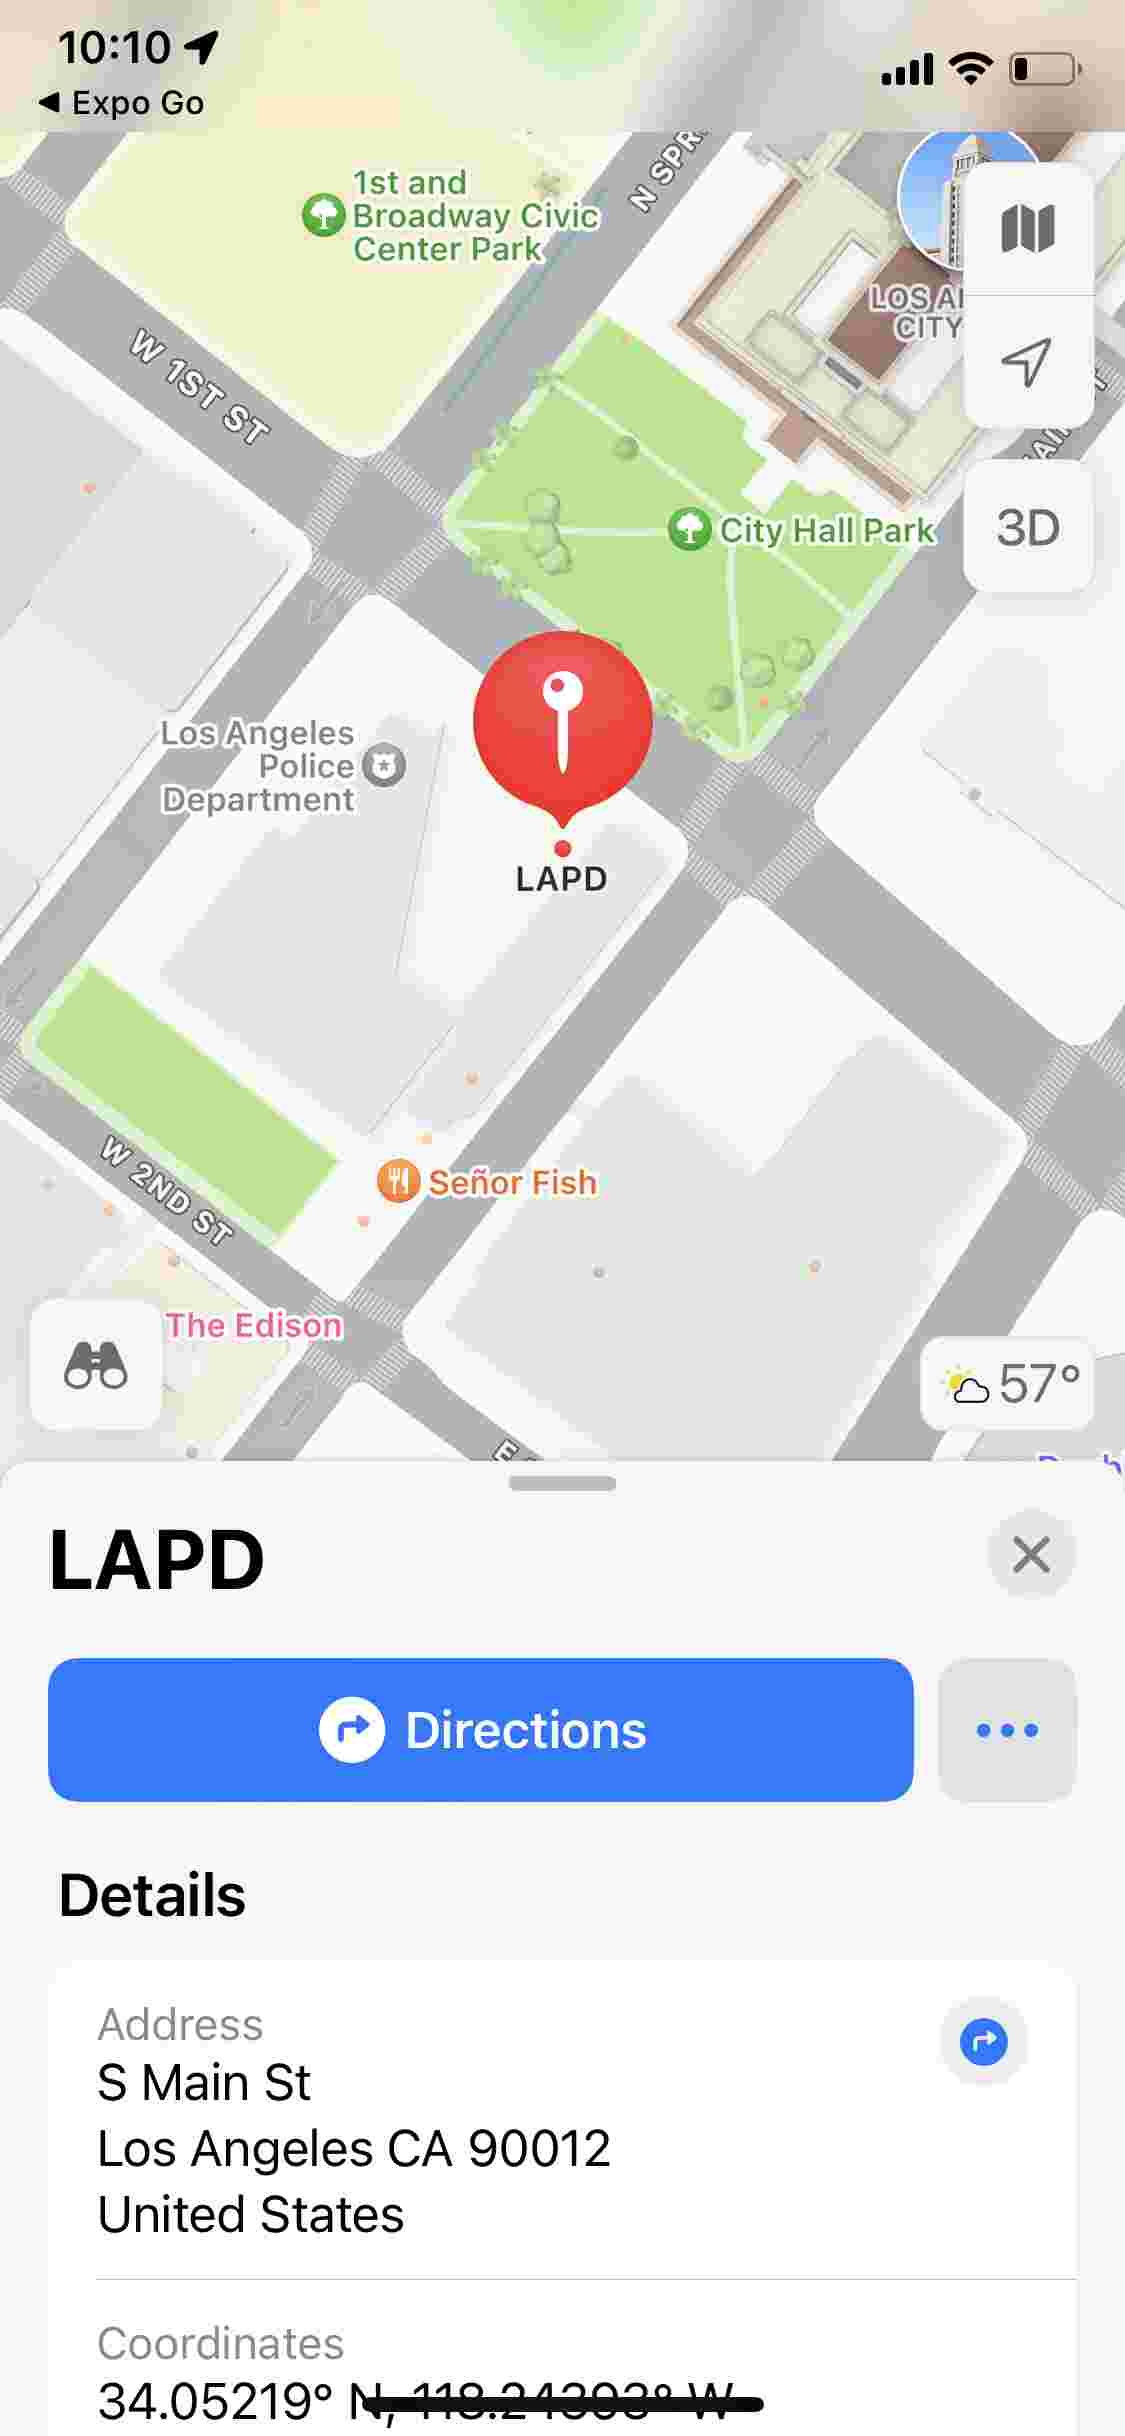 10:10
Expo Go
1st and
Broadway Civic
Center Park
N SPR
LOS A
CITY
W 1ST ST
3D
City Hall Park
Los Angeles
Police
Department
LAPD
Señor Fish
W 2ND ST
The Edison
57°
E
LAPD
Directions
Details
Address
S Main St
Los Angeles CA 90012
United States
Coordinates
34.05219° N, 118.24393° W